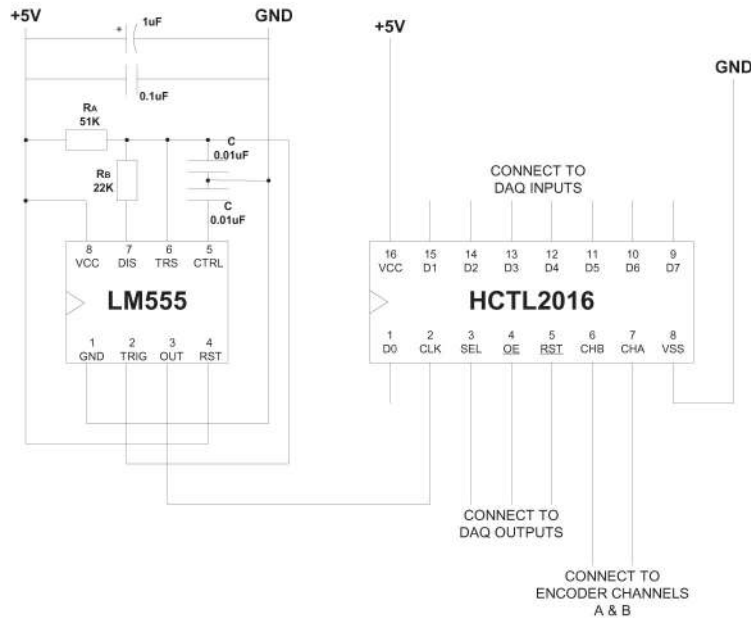 +5V
GND
+
1uF
0.1uF
RA
51K
RB
22K
C
0.01uF
C
0.01uF
8
7
6
5
VCC
DIS
TRS
CTRL
LM555
1
2
3
4
GND
TRIG
OUT
RST
+5V
GND
CONNECT TO
DAQ INPUTS
16
15
14
13
12
11
10
9
VCC
D1
D2
D3
D4
D5
D6
D7
HCTL2016
1
2
3
4
5
6
7
8
D0
CLK
SEL
OE
RST
CHB
CHA
VSS
CONNECT TO
DAQ OUTPUTS
CONNECT TO
ENCODER CHANNELS
A & B